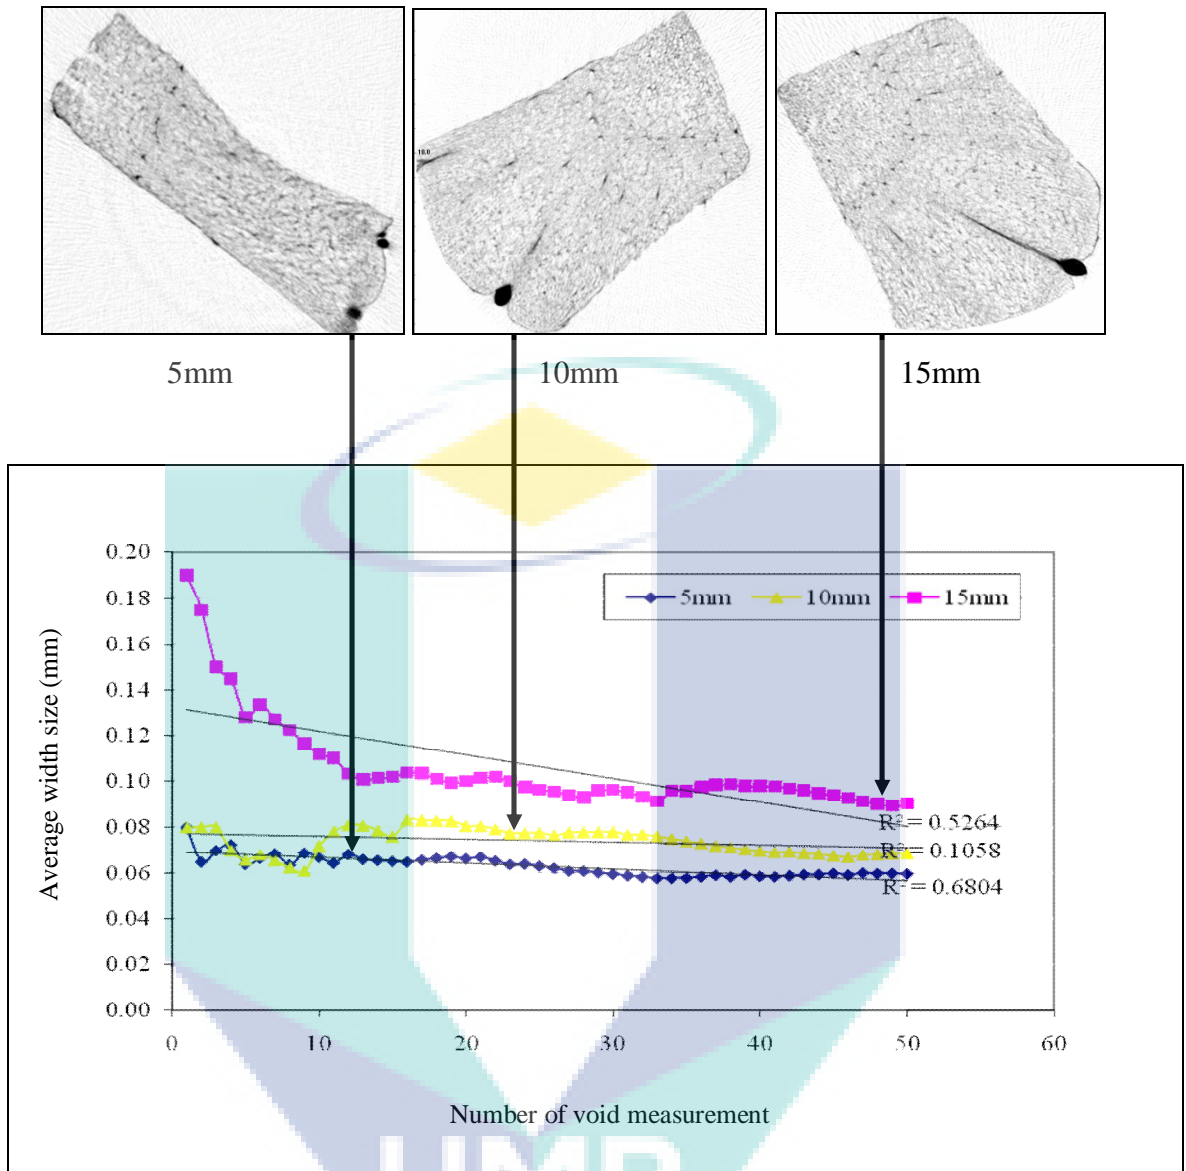 10.0
5mm
10mm
15mm
5mm
10mm
15mm
Average width size (mm)
0.20
0.18
0.16
0.14
0.12
0.10
0.08
0.06
0.04
0.02
0.00
R² = 0.5264
R² = 0.1058
R² = 0.6804
0
10
20
30
40
50
60
Number of void measurement
UMP